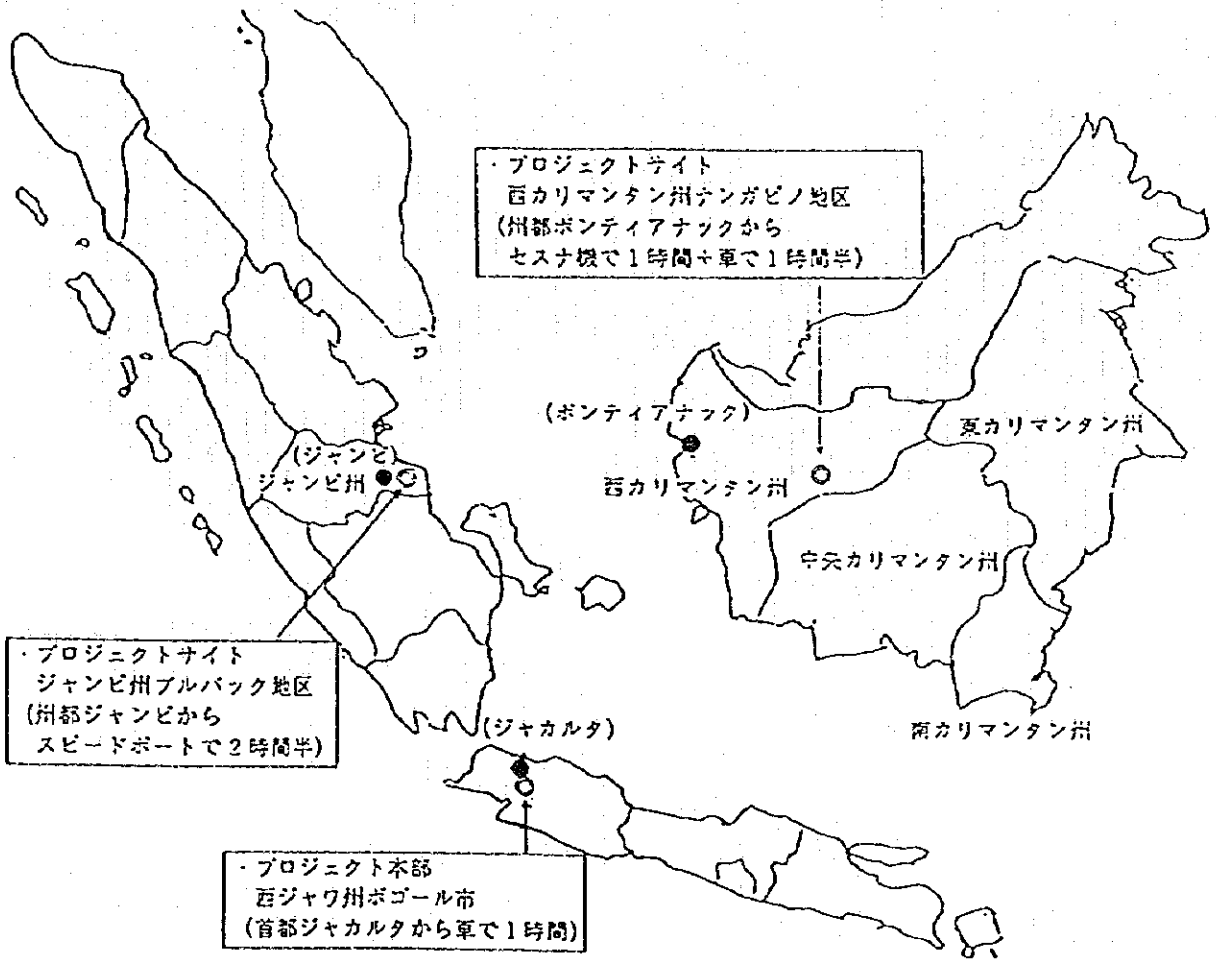 ・プロジェクトサイト
西カリマンタン州ナンガピノ地区
(州都ポンティアナックから
セスナ機で1時間+車で1時間半)
(ポンティアナック)
東カリマンタン州
(ジャンビ)
ジャンビ州
西カリマンタン州
中央カリマンタン州
・プロジェクトサイト
ジャンビ州ブルバック地区
(州都ジャンビから
スピードボートで2時間半)
南カリマンタン州
(ジャカルタ)
・プロジェクト本部
西ジャワ州ボゴール市
(首都ジャカルタから車で1時間)